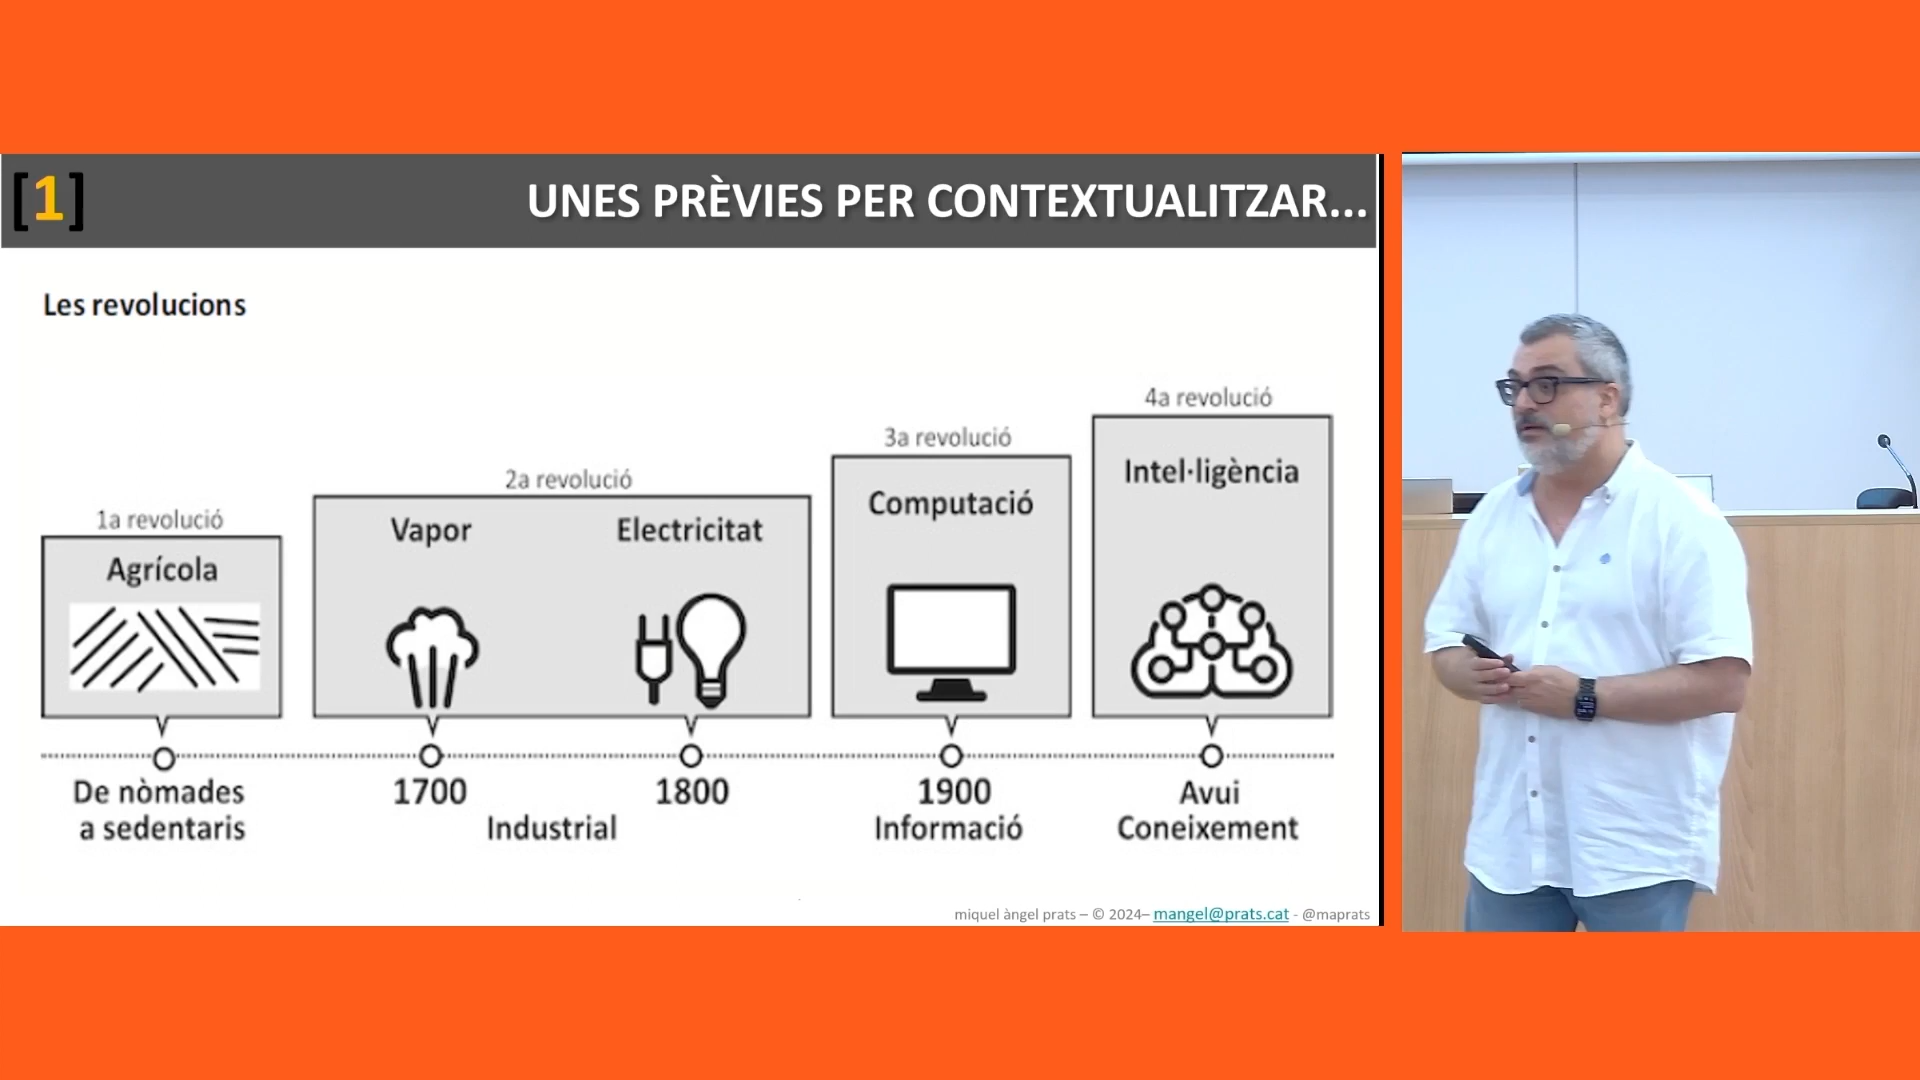 [1]
UNES PRÈVIES PER CONTEXTUALITZAR...
Les revolucions
1a revolució
Agrícola
De nòmades
a sedentaris
2a revolució
Vapor
Electricitat
1700
1800
Industrial
3a revolució
Computació
1900
Informació
4a revolució
Intel·ligència
Avui
Coneixement
miquel àngel prats – © 2024– mangel@prats.cat - @maprats